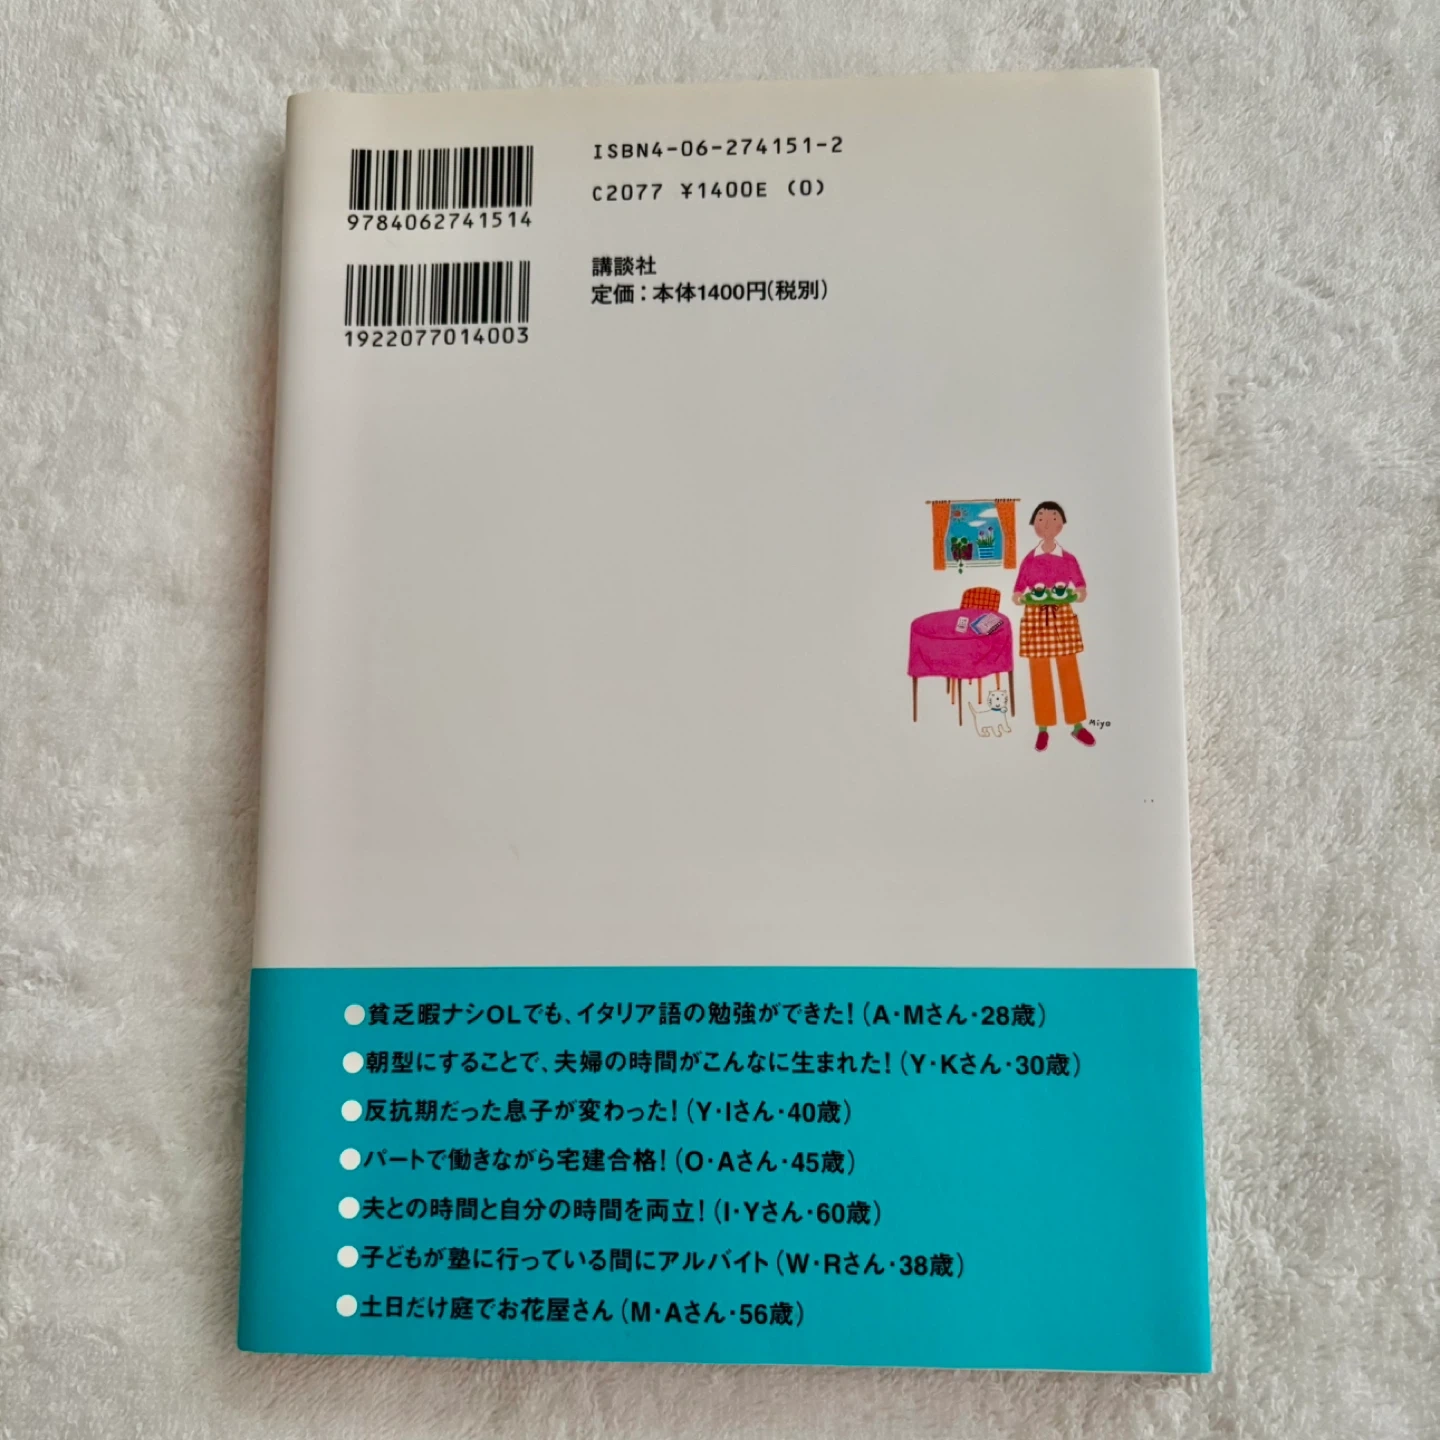 9784062741514
ISBN4-06-274151-2
C2077 ¥1400E (0)
1922077014003
講談社
定価：本体1400円(税別)
Miyo
●貧乏暇ナシOLでも、イタリア語の勉強ができた!(A・Mさん・28歳)
●朝型にすることで、夫婦の時間がこんなに生まれた!(Y・Kさん・30歳)
●反抗期だった息子が変わった!(Y・Iさん・40歳)
●パートで働きながら宅建合格!(O・Aさん・45歳)
●夫との時間と自分の時間を両立!(I・Yさん・60歳)
●子どもが塾に行っている間にアルバイト(W・Rさん・38歳)
●土日だけ庭でお花屋さん(M・Aさん・56歳)